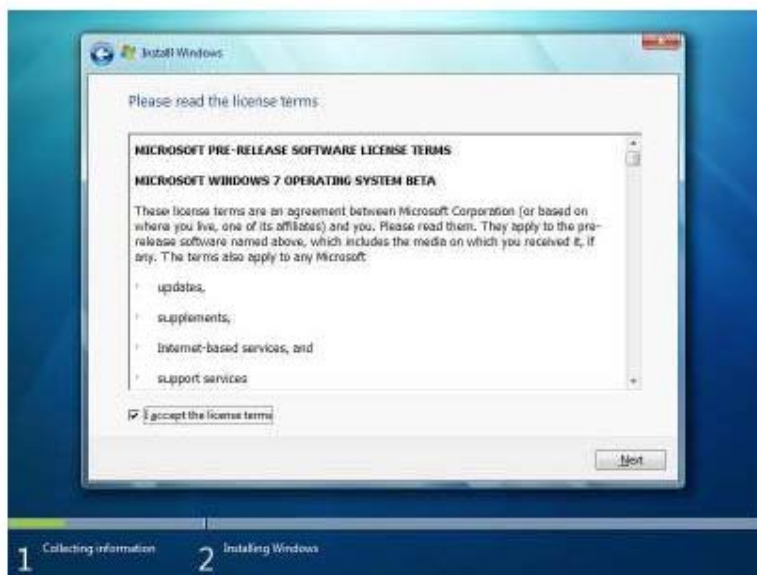 Install Windows
Please read the license terms
MICROSOFT PRE-RELEASE SOFTWARE LICENSE TERMS
MICROSOFT WINDOWS 7 OPERATING SYSTEM BETA
These license terms are an agreement between Microsoft Corporation (or based on
where you live, one of its affiliates) and you. Please read them. They apply to the pre-
release software named above, which includes the media on which you received it, if
any. The terms also apply to any Microsoft
updates,
supplements,
Internet-based services, and
support services
I accept the license terms
Next
1 Collecting information 2 Installing Windows